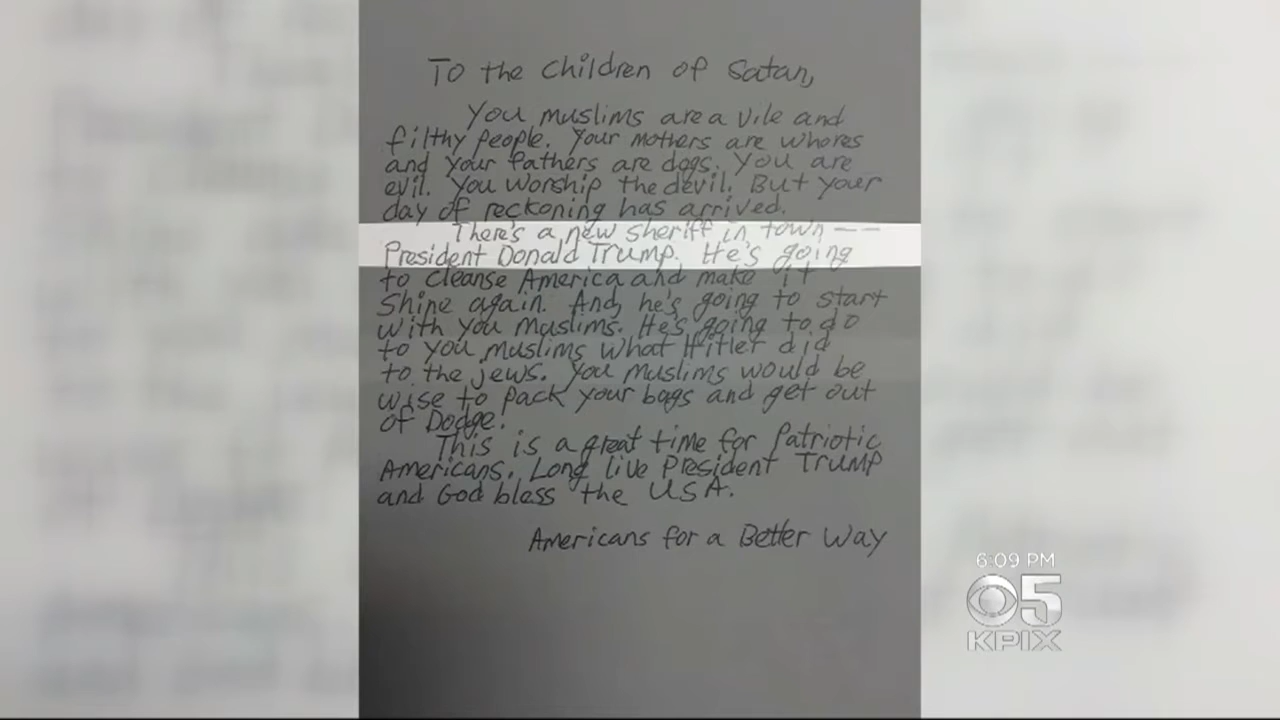 To the Children of Satan,
You muslims are a vile and
filthy people. Your mothers are whores
and your fathers are dogs. You are
evil. You worship the devil. But your
day of reckoning has arrived.
There's a new sheriff in town --
President Donald Trump. He's going
to cleanse America and make it
shine again. And, he's going to start
with you muslims. He's going to do
to you muslims what Hitler did
to the jews. You muslims would be
wise to pack your bags and get out
of Dodge.
This is a great time for Patriotic
Americans. Long live President Trump
and God bless the USA.
Americans for a Better Way
6:09 PM
5
KPIX